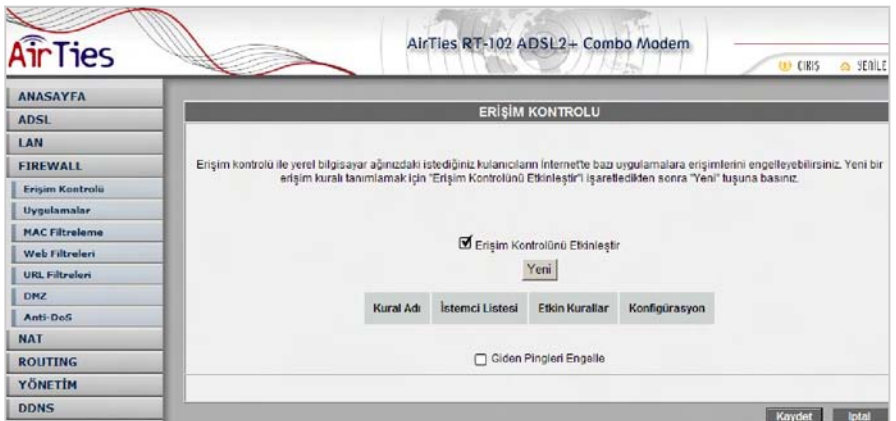 AirTies
AirTies RT-102 ADSL2+ Combo Modem
ÇIKIŞ
YENİLE
ANASAYFA
ADSL
LAN
FIREWALL
Erişim Kontrolü
Uygulamalar
MAC Filtreleme
Web Filtreleri
URL Filtreleri
DMZ
Anti-DoS
NAT
ROUTING
YÖNETİM
DDNS
ERİŞİM KONTROLU
Erişim kontrolü ile yerel bilgisayar ağınızdaki istediğiniz kulanıcıların İnternet'te bazı uygulamalara erişimlerini engelleyebilirsiniz. Yeni bir
erişim kuralı tanımlamak için "Erişim Kontrolünü Etkinleştir"i işaretledikten sonra "Yeni" tuşuna basınız.
Erişim Kontrolünü Etkinleştir
Yeni
Kural Adı İstemci Listesi Etkin Kurallar Konfigürasyon
Giden Pingleri Engelle
Kaydet İptal